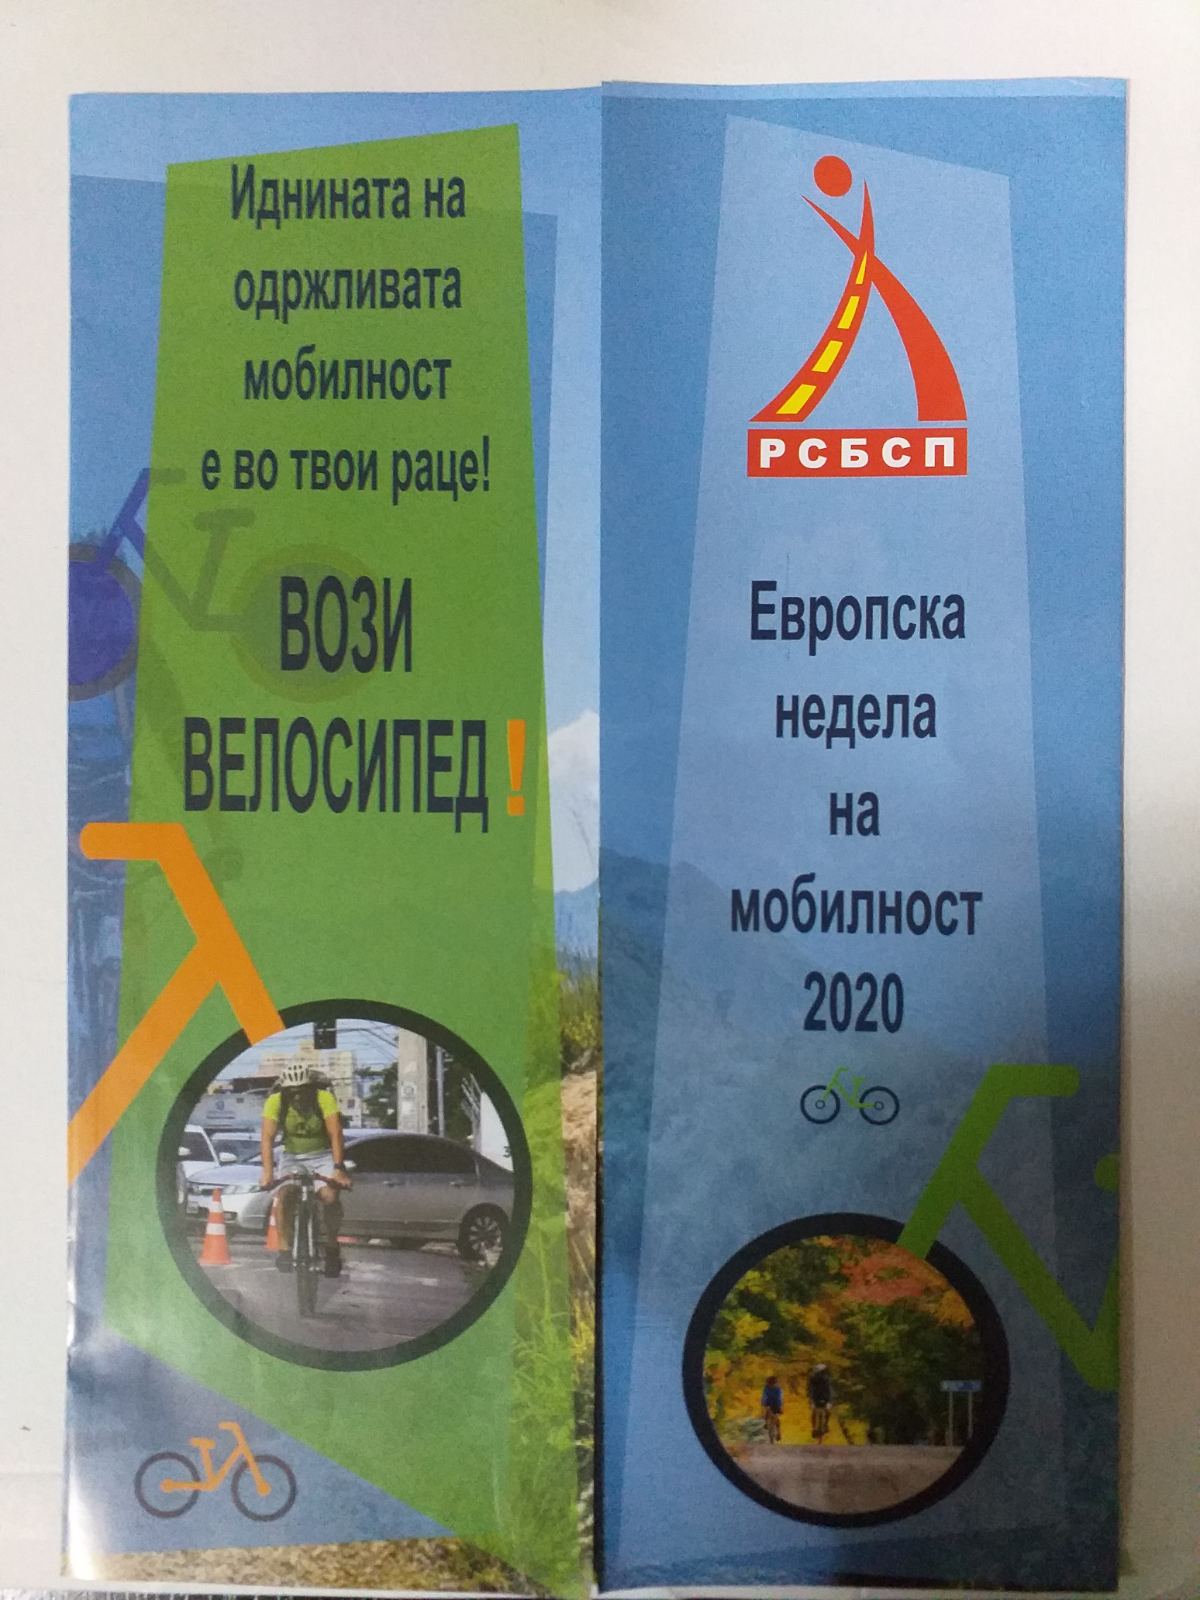 Иднината на
одржливата
мобилност
е во твои раце!
ВОЗИ
ВЕЛОСИПЕД!
РСБСП
Европска
недела
на
мобилност
2020